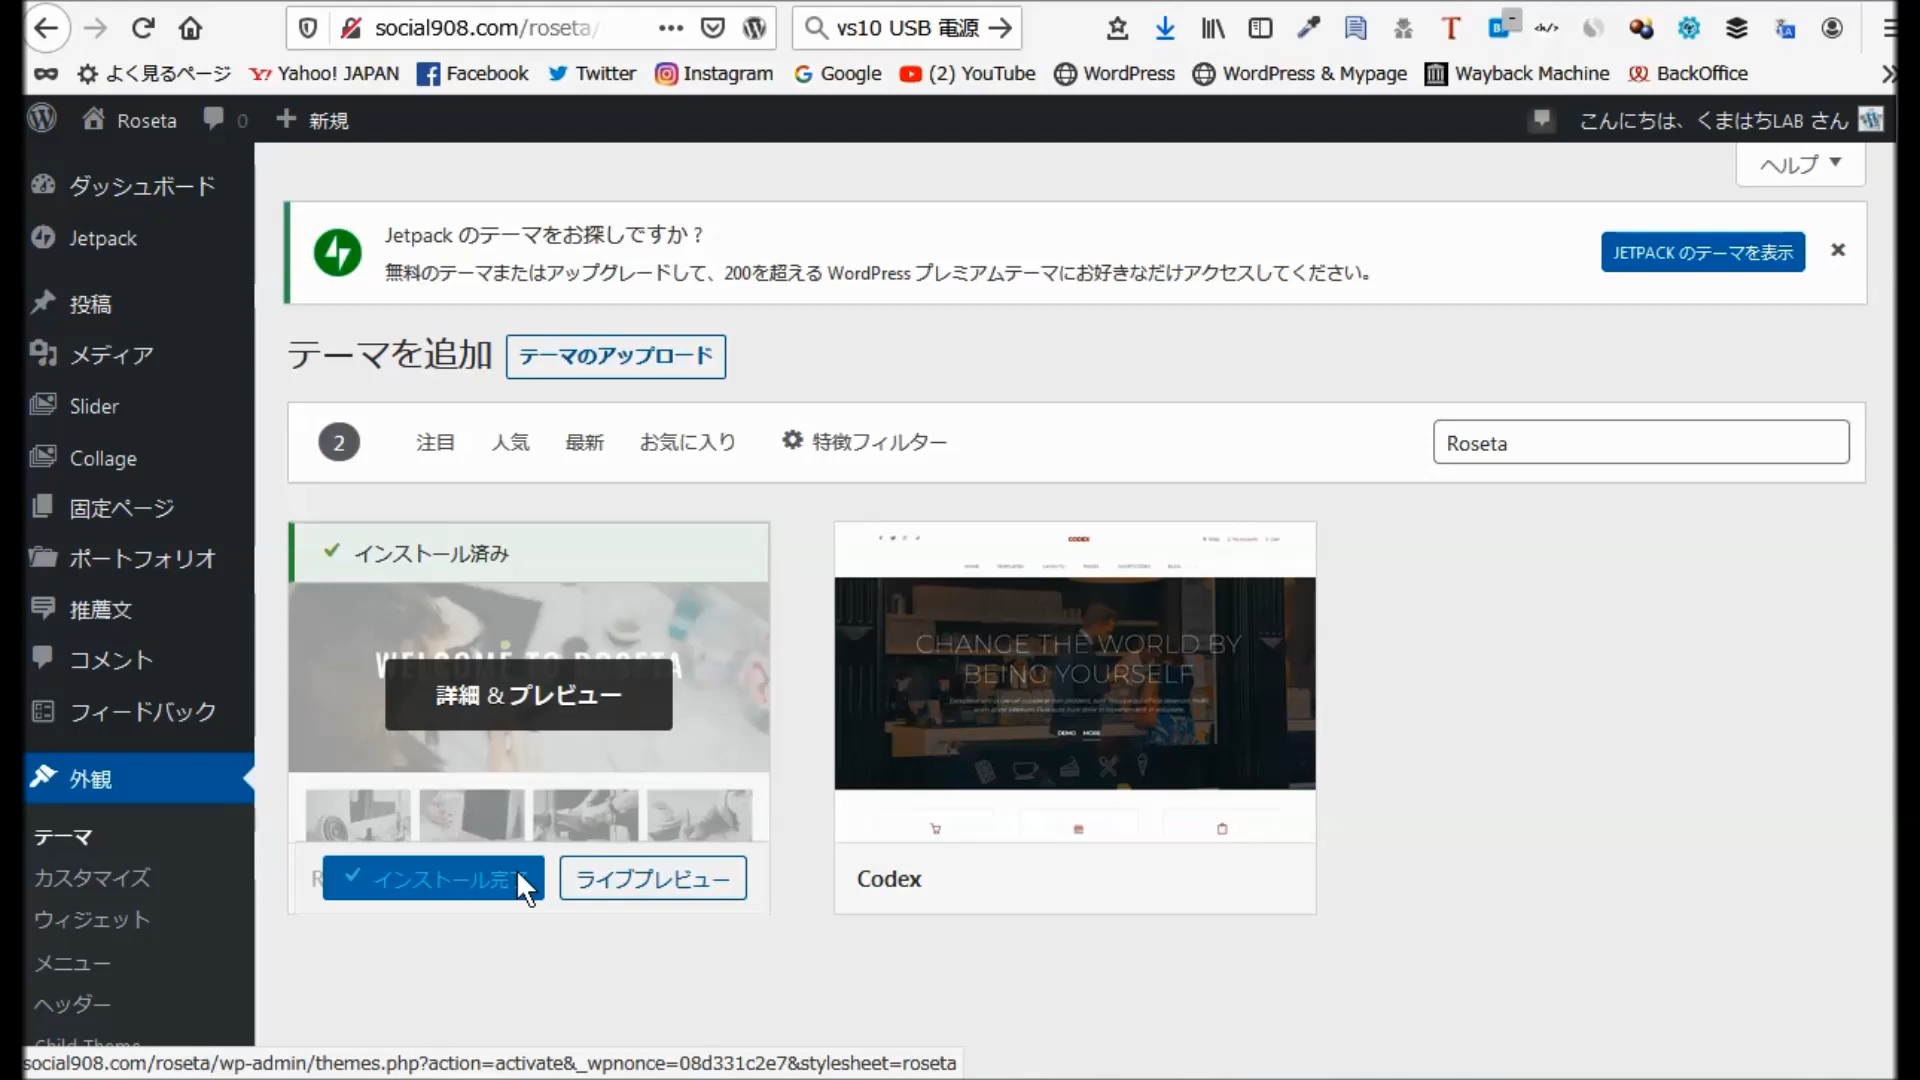 social908.com/roseta/
vs10 USB 電源
よく見るページ
Yahoo! JAPAN
Facebook
Twitter
Instagram
Google
(2) YouTube
WordPress
WordPress & Mypage
Wayback Machine
BackOffice
Roseta
0
新規
こんにちは、くまはちLAB さん
ヘルプ
ダッシュボード
Jetpack
投稿
メディア
Slider
Collage
固定ページ
ポートフォリオ
推薦文
コメント
フィードバック
外観
テーマ
カスタマイズ
ウィジェット
メニュー
ヘッダー
Child Theme
Jetpack のテーマをお探しですか ?
無料のテーマまたはアップグレードして、200を超える WordPress プレミアムテーマにお好きなだけアクセスしてください。
JETPACK のテーマを表示
テーマを追加
テーマのアップロード
2
注目
人気
最新
お気に入り
特徴フィルター
Roseta
インストール済み
WELCOME TO ROSETA
詳細 & プレビュー
R
インストール完了
ライブプレビュー
CODEX
CHANGE THE WORLD BY
BEING YOURSELF
DEMO MORE
Codex
social908.com/roseta/wp-admin/themes.php?action=activate&_wpnonce=08d331c2e7&stylesheet=roseta